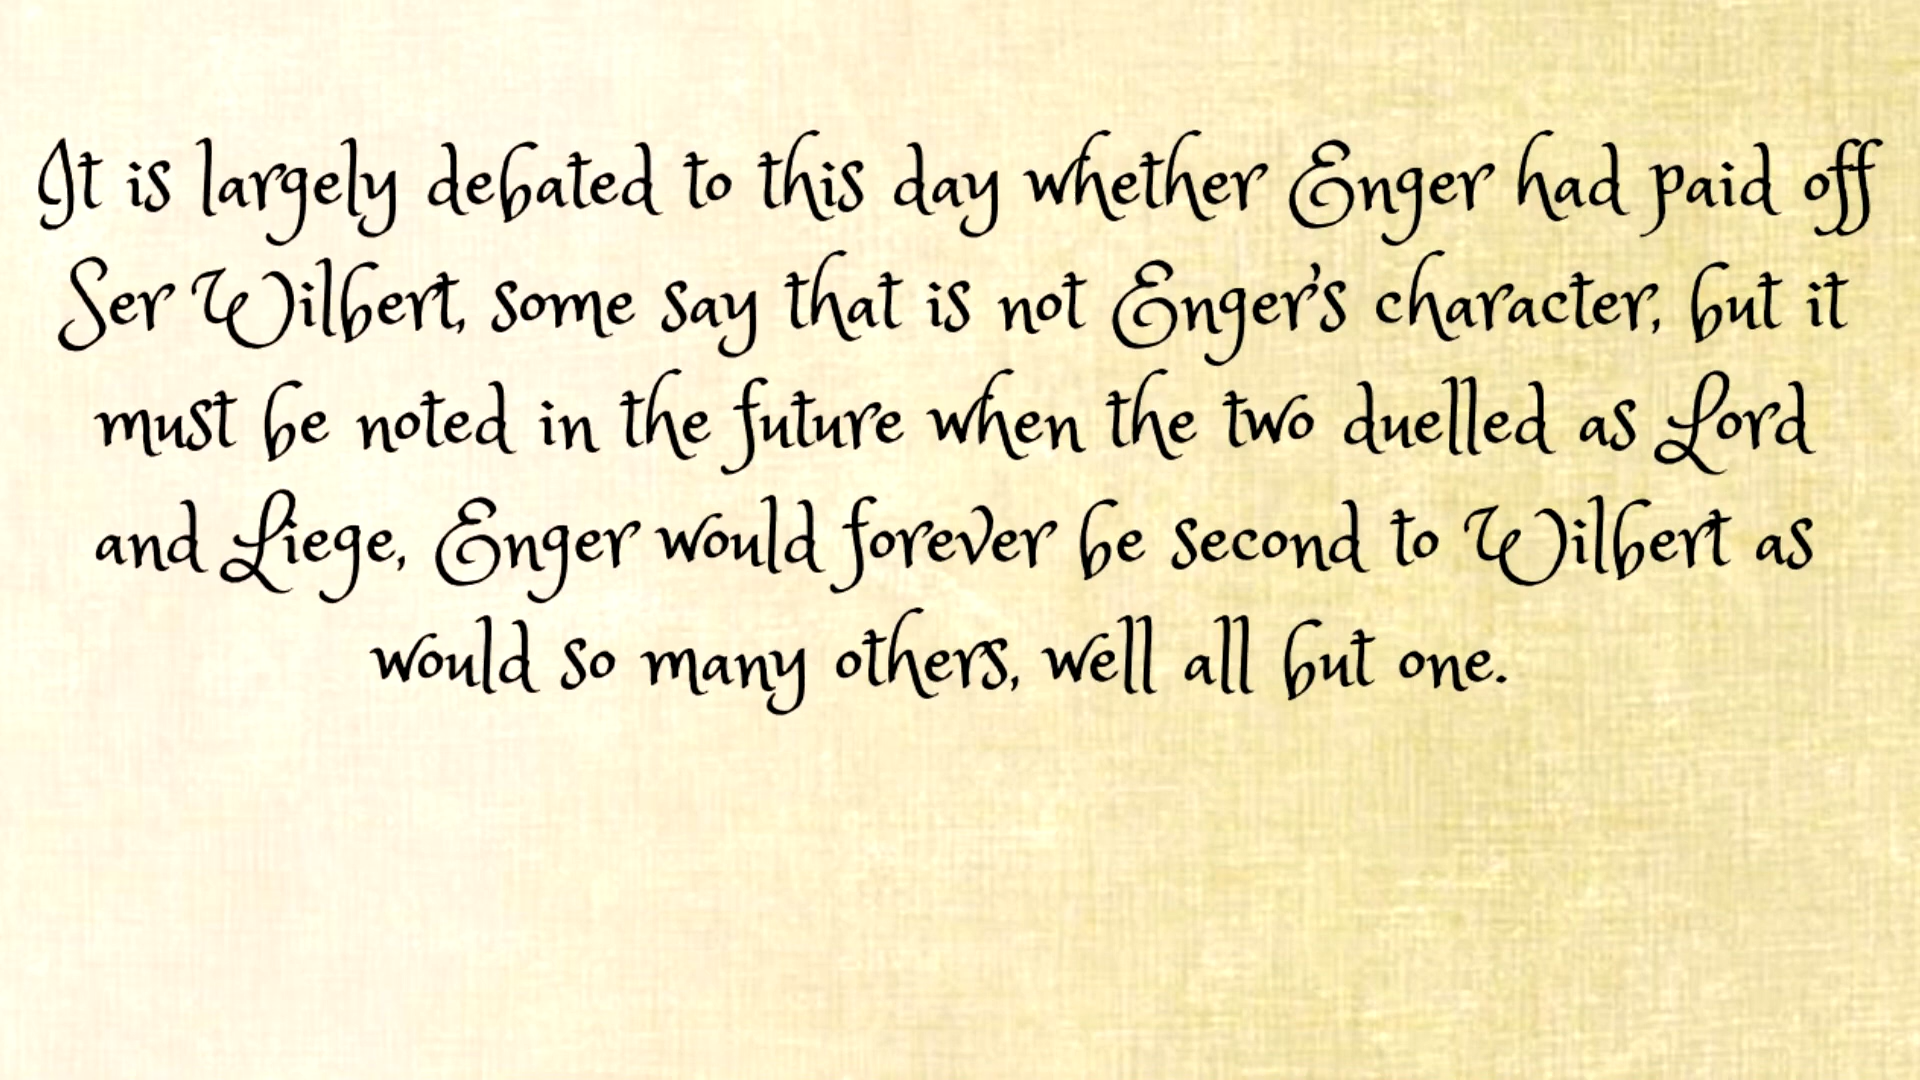 It is largely debated to this day whether Enger had paid off
Ser Wilbert, some say that is not Enger's character, but it
must be noted in the future when the two duelled as Lord
and Liege, Enger would forever be second to Wilbert as
would so many others, well all but one.